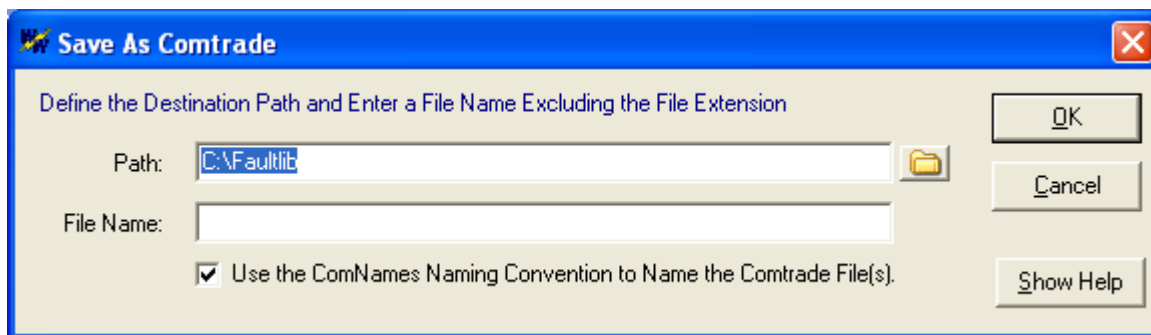 Save As Comtrade
Define the Destination Path and Enter a File Name Excluding the File Extension
OK
Path: C:\Faultlib
Cancel
File Name:
Use the ComNames Naming Convention to Name the Comtrade File(s).
Show Help